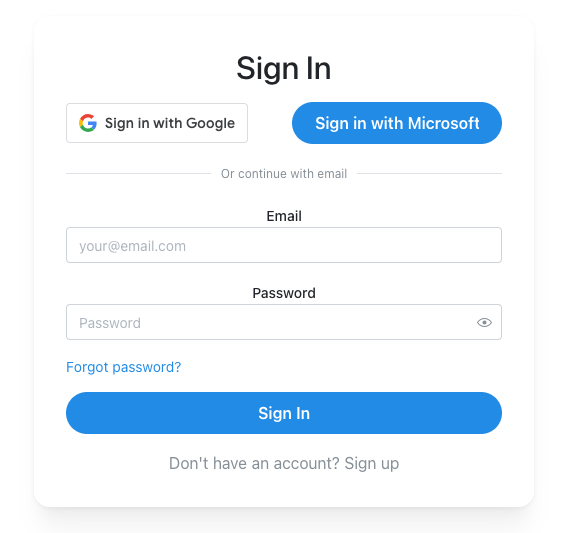 Sign In
Sign in with Google
Sign in with Microsoft
Or continue with email
Email
your@email.com
Password
Password
Forgot password?
Sign In
Don't have an account? Sign up